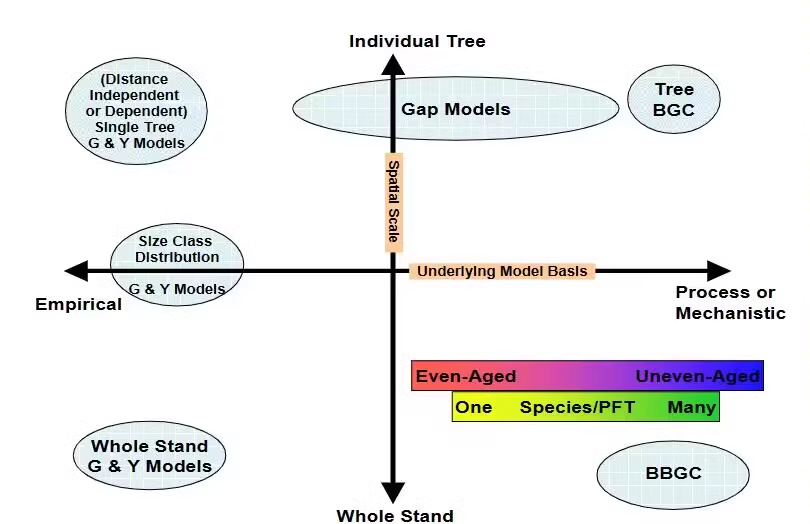 Individual Tree
(Distance
Independent
or Dependent)
Single Tree
G & Y Models
Gap Models
Tree
BGC
Spatial Scale
Size Class
Distribution
G & Y Models
Underlying Model Basis
Empirical
Process or
Mechanistic
Even-Aged Uneven-Aged
One Species/PFT Many
Whole Stand
G & Y Models
BBGC
Whole Stand